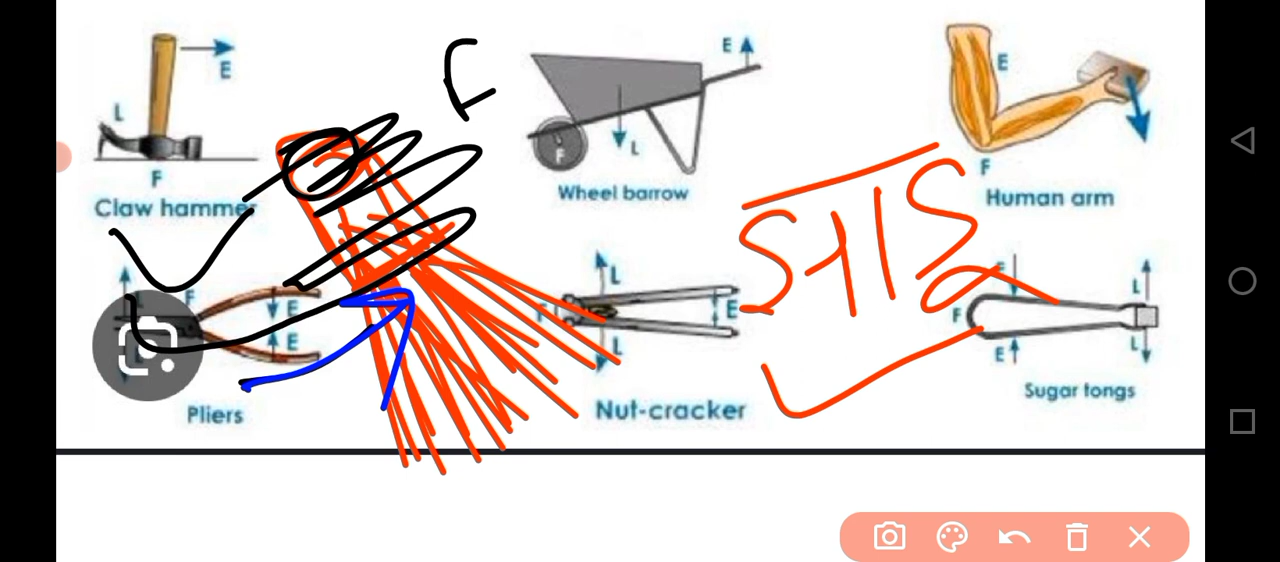 E
L
F
Claw hammer
F
E
L
F
Wheel barrow
E
F
Human arm
F
E
E
Pliers
L
F
E
L
Nut-cracker
E
F
E
L
L
Sugar tongs